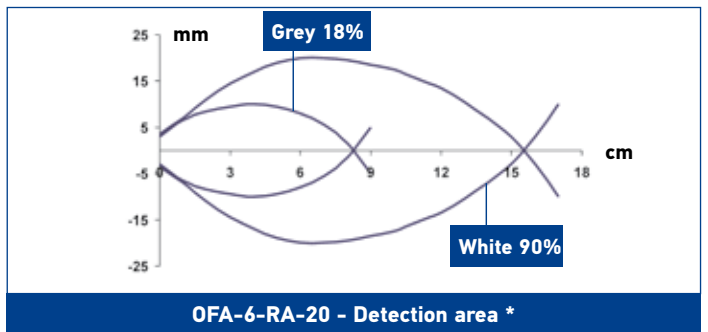 25 mm
Grey 18%
15
5
0 3 6 9 12 15 18 cm
-5
-15
White 90%
-25
OFA-6-RA-20 - Detection area *